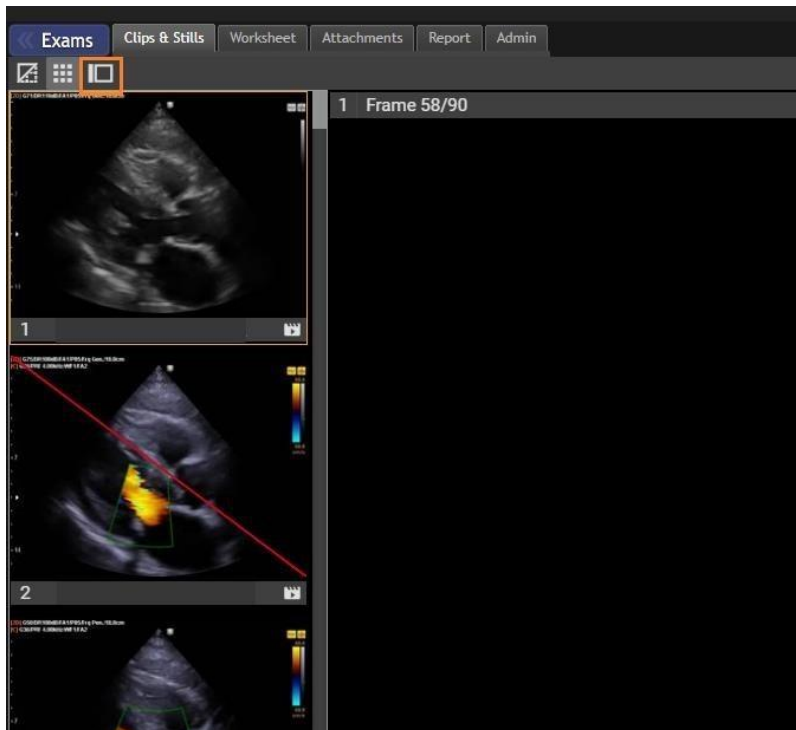 Exams
Clips & Stills
Worksheet
Attachments
Report
Admin
1 Frame 58/90
1
2